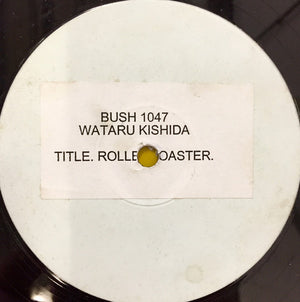 BUSH 1047
WATARU KISHIDA
TITLE. ROLLE OASTER.